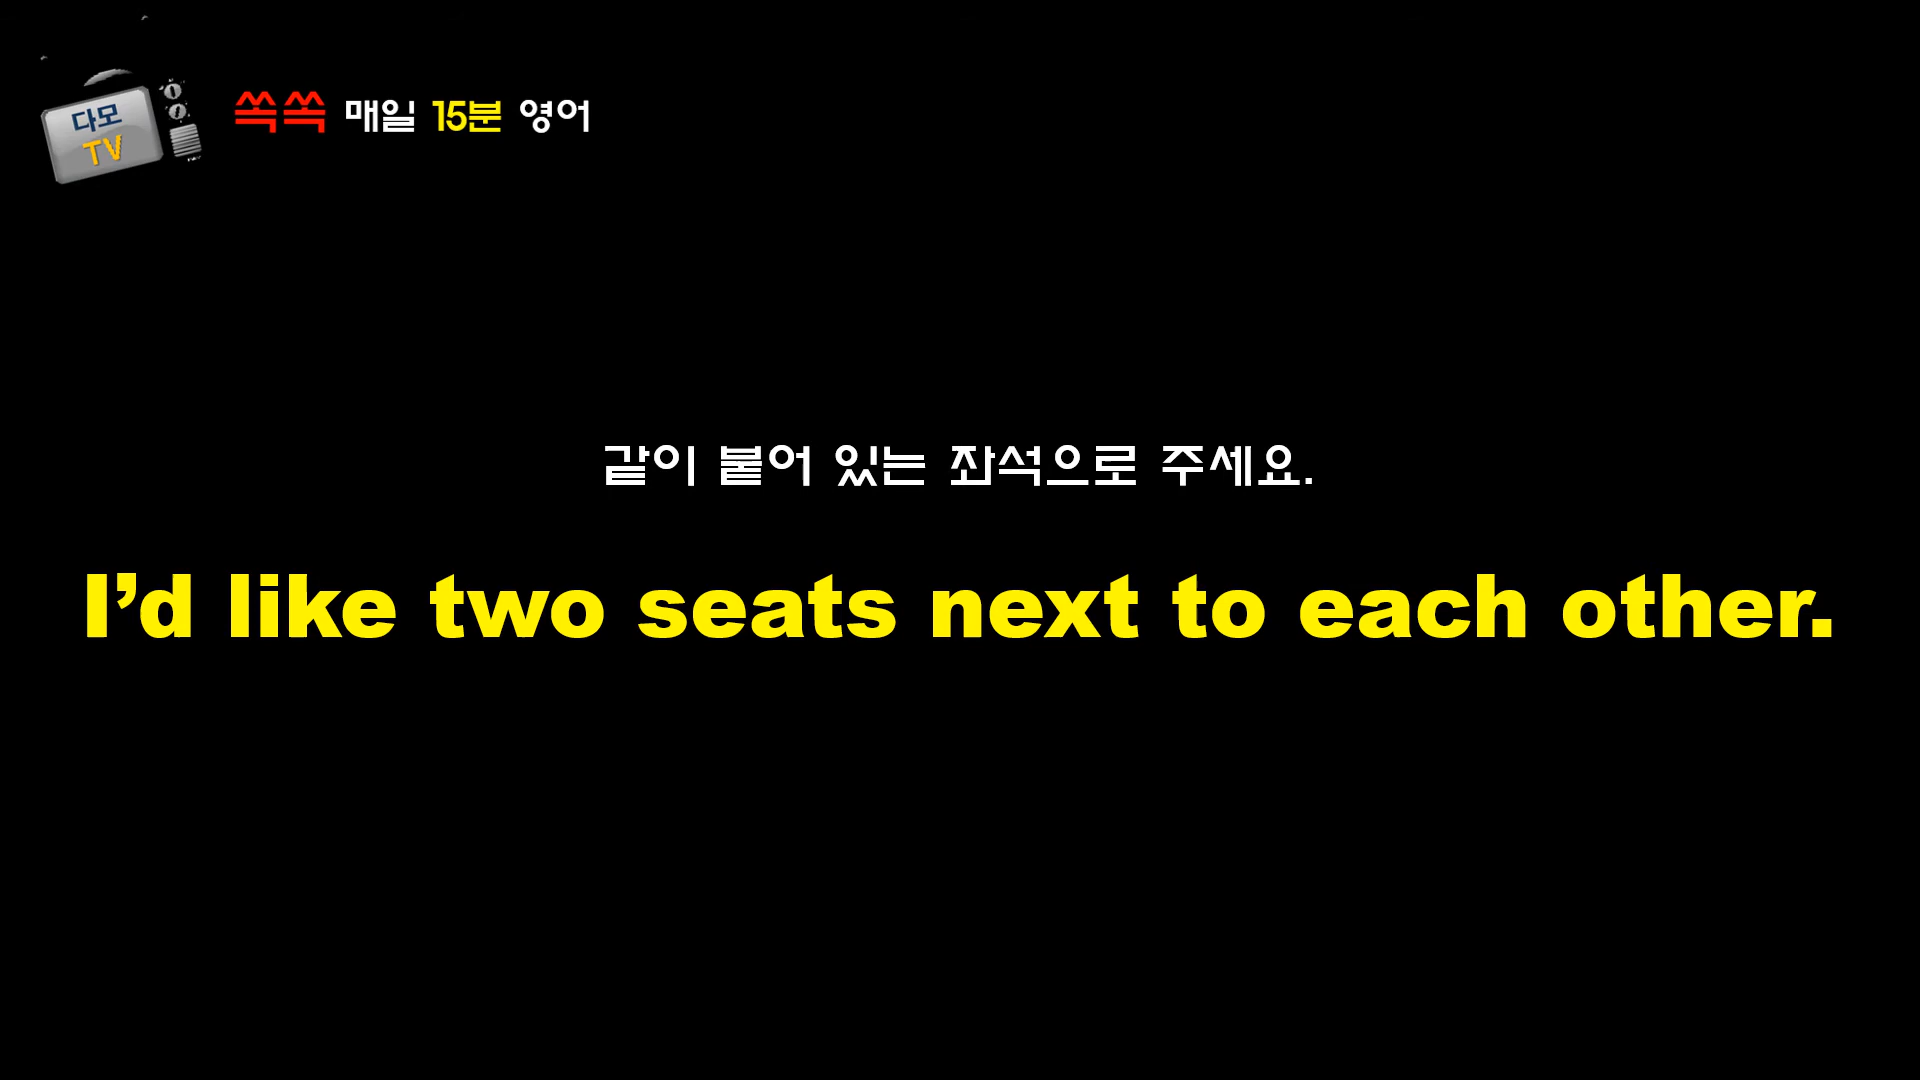 다모
TV
쏙쏙 매일 15분 영어
같이 붙어 있는 좌석으로 주세요.
I’d like two seats next to each other.